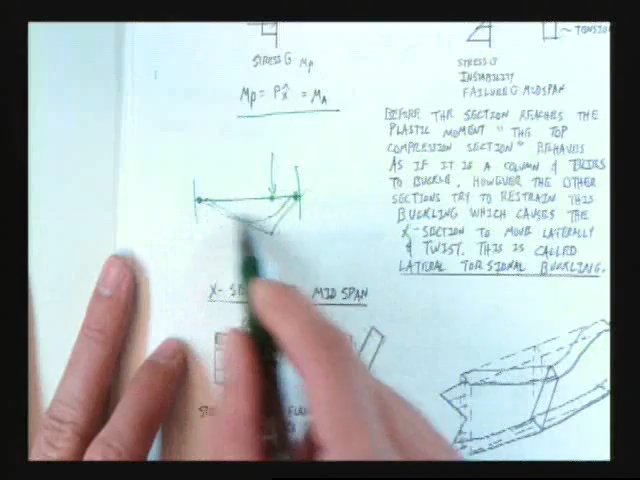 STRESS G Mp
Mp = Px̂ = MA
X- MID SPAN
~ TENSION
STRESS G
INSTABILITY
FAILURE G MIDSPAN
BEFORE THE SECTION REACHES THE
PLASTIC MOMENT "THE TOP
COMPRESSION SECTION" BEHAVES
AS IF IT IS A COLUMN & TRIES
TO BUCKLE. HOWEVER THE OTHER
SECTIONS TRY TO RESTRAIN THIS
BUCKLING WHICH CAUSES THE
X-SECTION TO MOVE LATERALLY
& TWIST. THIS IS CALLED
LATERAL TORSIONAL BUCKLING.